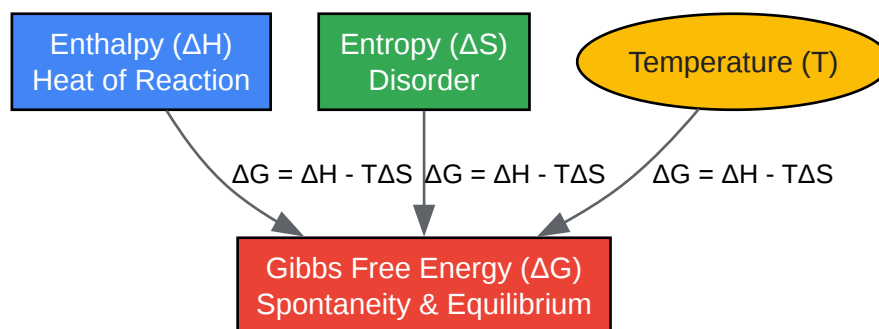 Enthalpy (ΔH)
Heat of Reaction
Entropy (ΔS)
Disorder
Temperature (T)
ΔG = ΔH - TΔS
ΔG = ΔH - TΔS
ΔG = ΔH - TΔS
Gibbs Free Energy (ΔG)
Spontaneity & Equilibrium